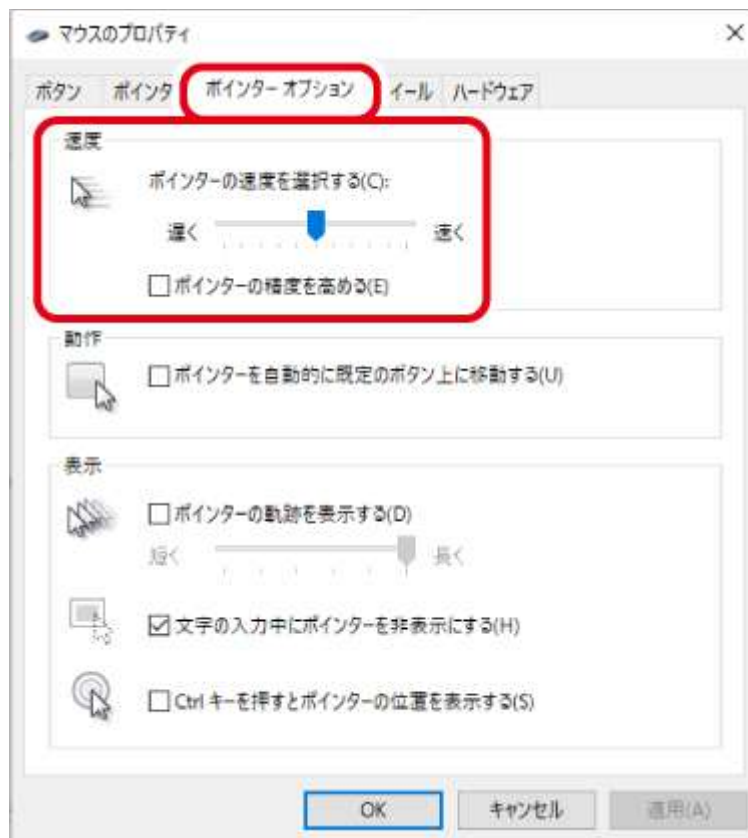 マウスのプロパティ
ボタン ポインタ ポインター オプション イール ハードウェア
速度
ポインターの速度を選択する(C):
遅く 速く
ポインターの精度を高める(E)
動作
ポインターを自動的に既定のボタン上に移動する(U)
表示
ポインターの軌跡を表示する(D)
短く 長く
文字の入力中にポインターを非表示にする(H)
Ctrl キーを押すとポインターの位置を表示する(S)
OK キャンセル 適用(A)